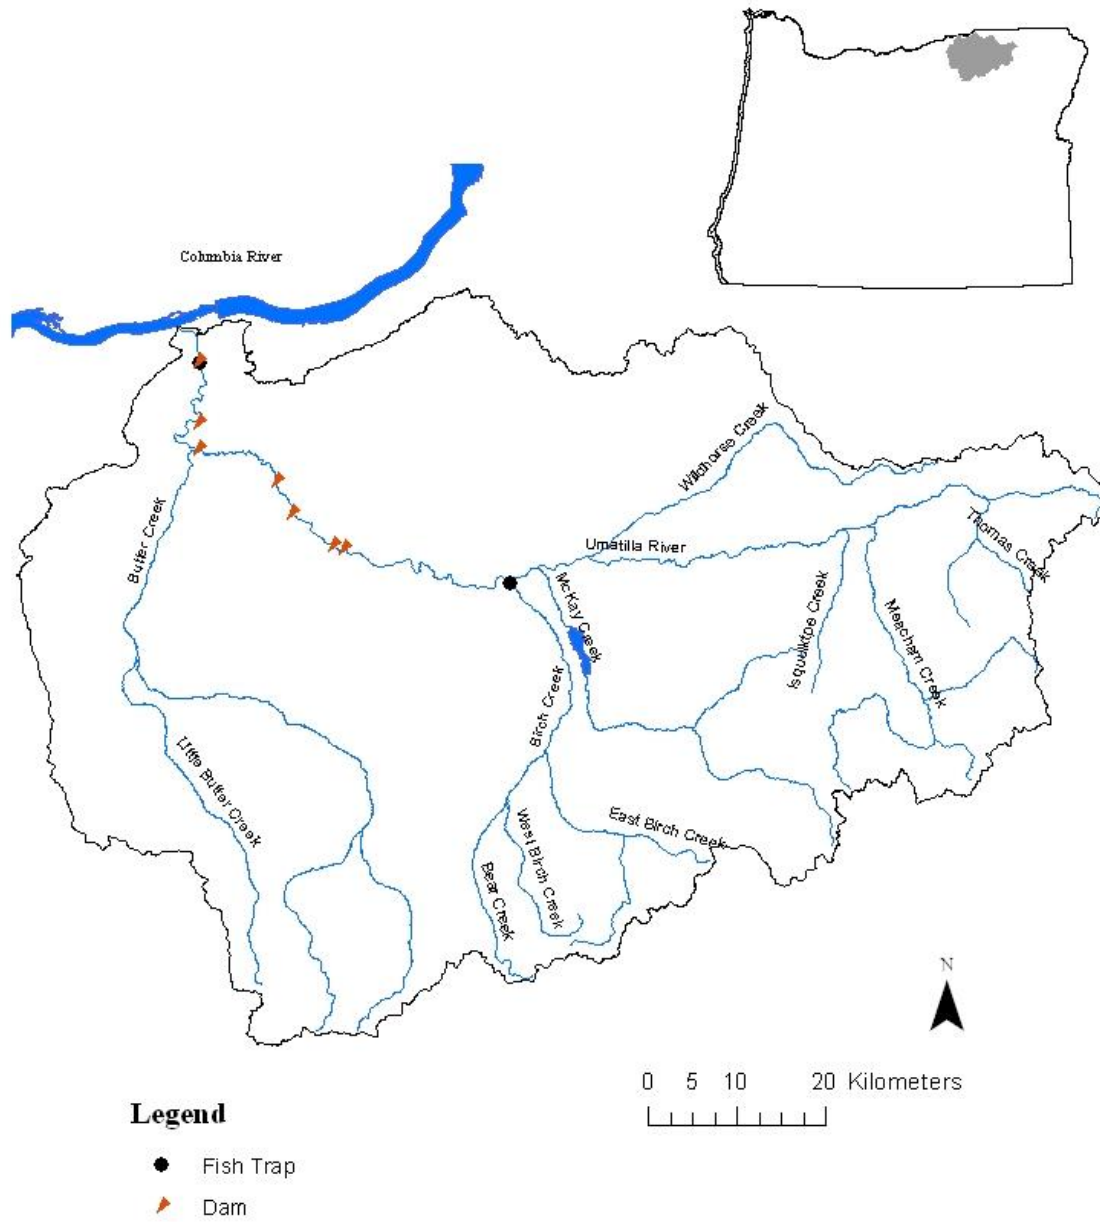 Columbia River
Wildhorse Creek
Umatilla River
Thomas Creek
Butter Creek
McKay Creek
Isquulktpe Creek
Meacham Creek
Birch Creek
Little Butter Creek
East Birch Creek
West Birch Creek
Bear Creek
N
0 5 10 20 Kilometers
Legend
Fish Trap
Dam